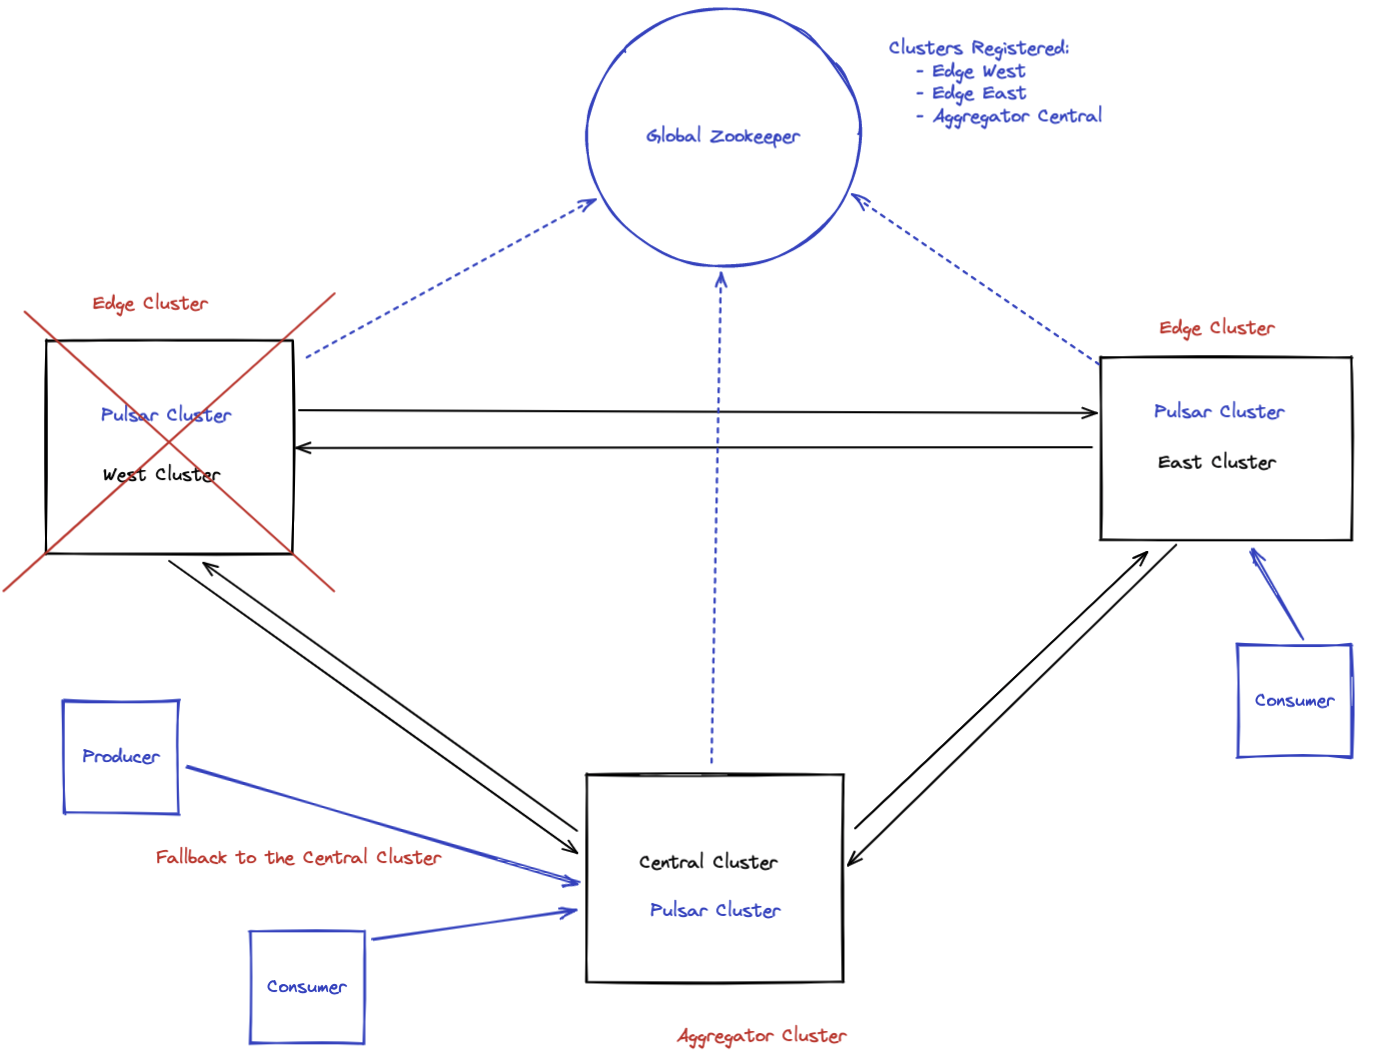 Clusters Registered:
- Edge West
- Edge East
- Aggregator Central
Global Zookeeper
Edge Cluster
Edge Cluster
Pulsar Cluster
West Cluster
Pulsar Cluster
East Cluster
Consumer
Producer
Fallback to the Central Cluster
Central Cluster
Pulsar Cluster
Consumer
Aggregator Cluster